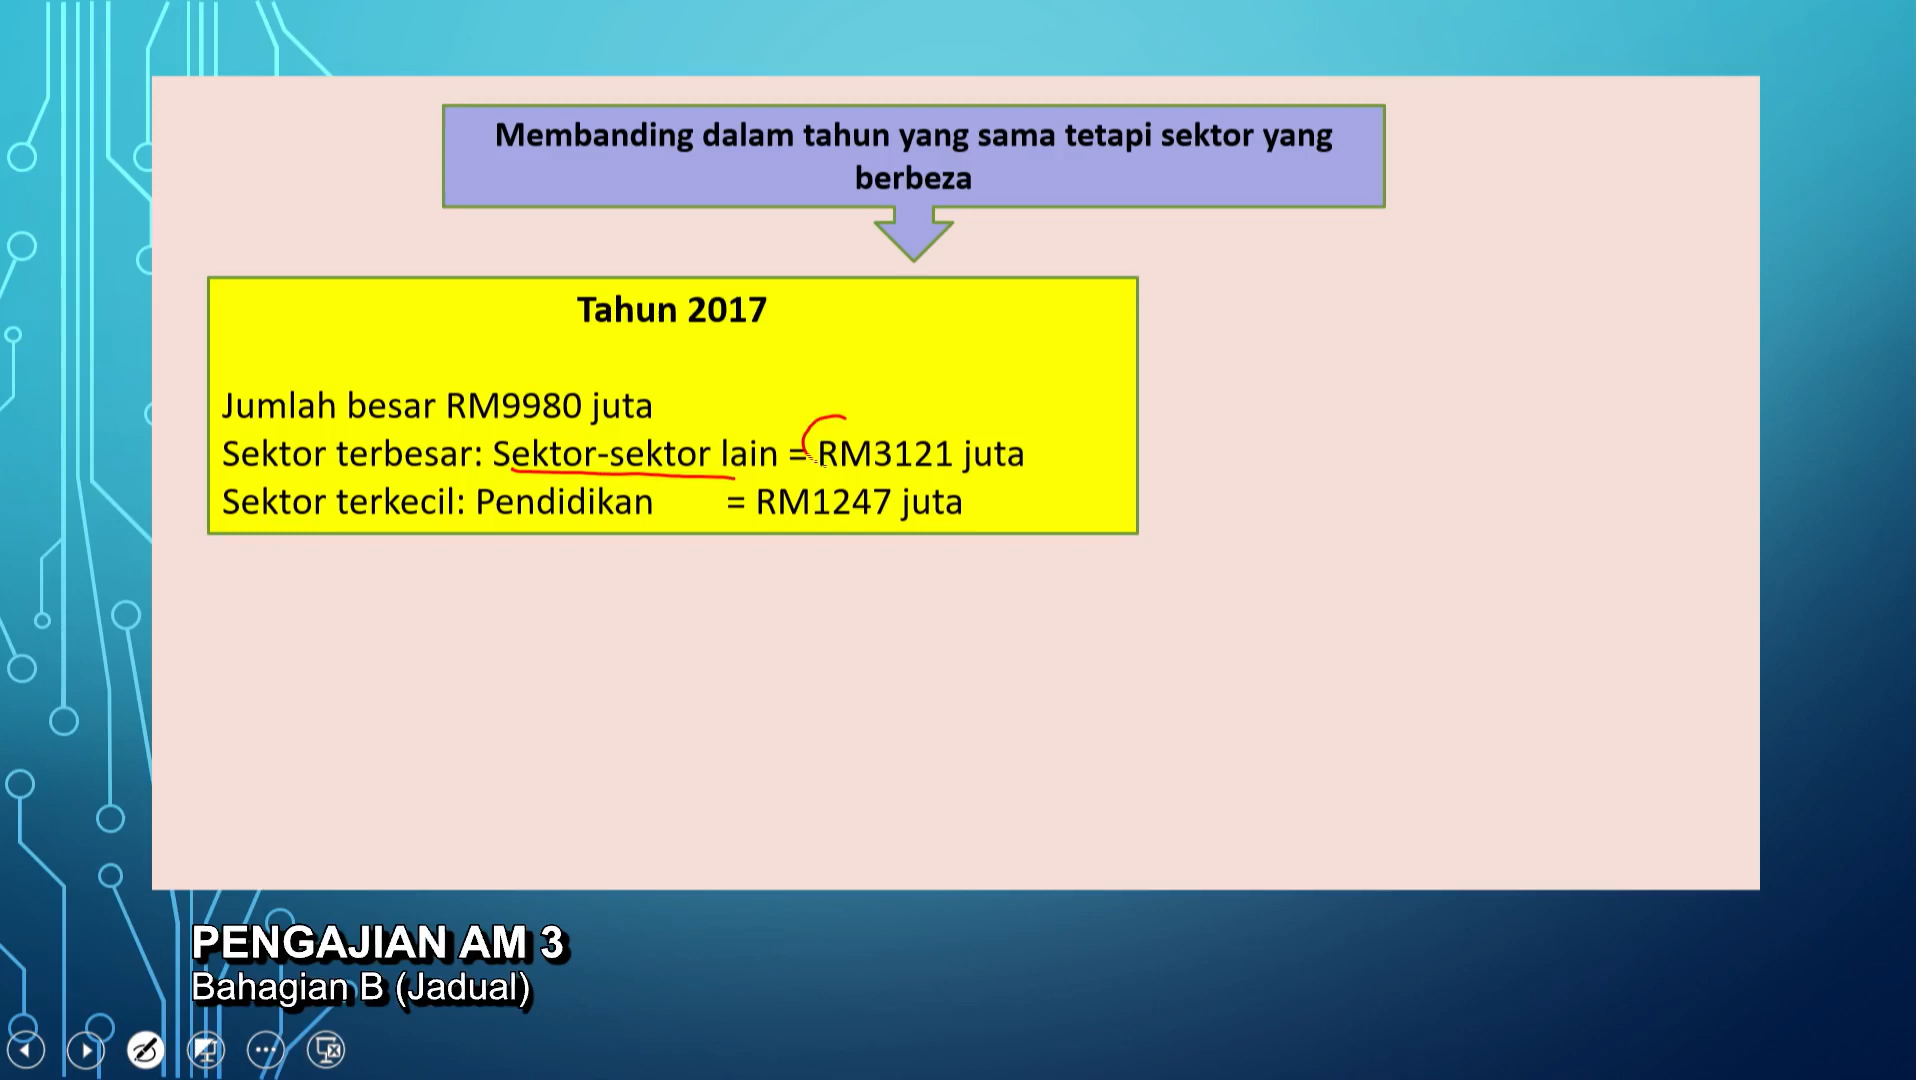 Membanding dalam tahun yang sama tetapi sektor yang
berbeza
Tahun 2017
Jumlah besar RM9980 juta
Sektor terbesar: Sektor-sektor lain = RM3121 juta
Sektor terkecil: Pendidikan = RM1247 juta
PENGAJIAN AM 3
Bahagian B (Jadual)